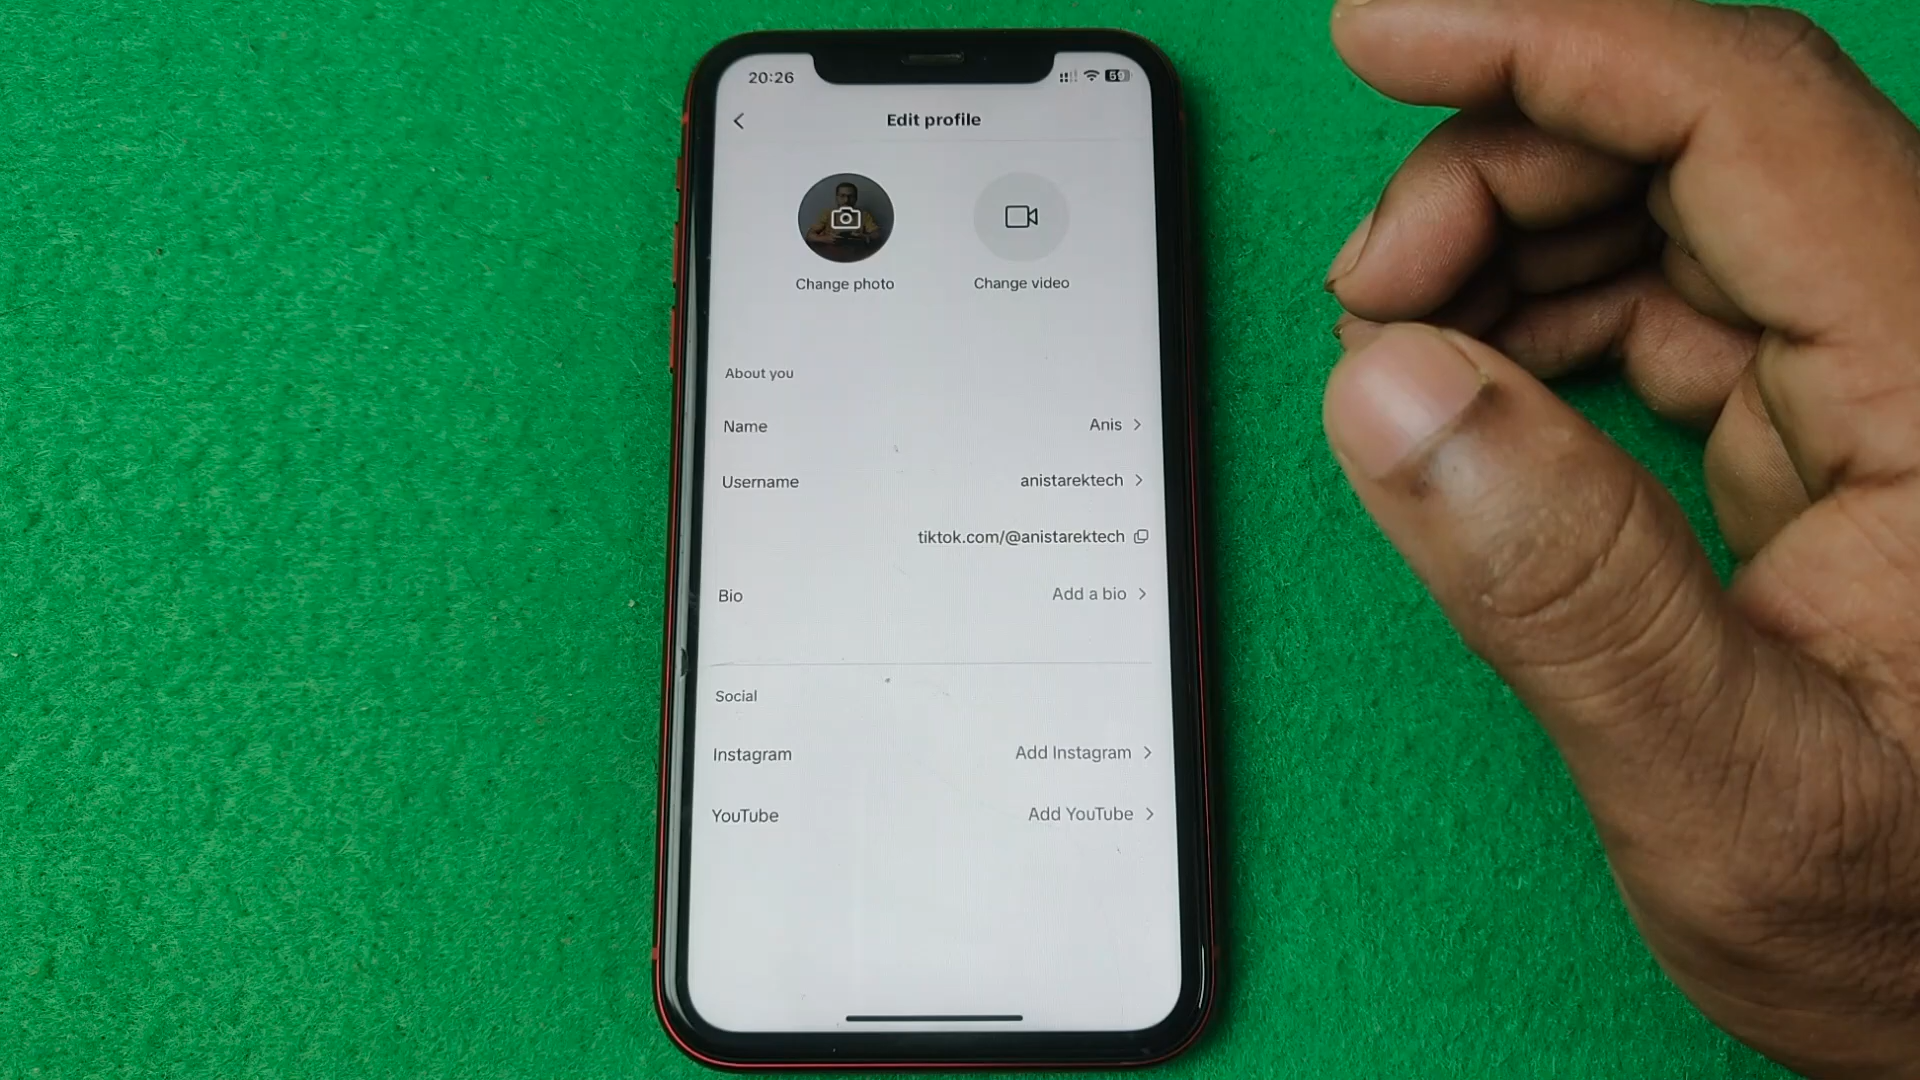 20:26
59
Edit profile
Change photo
Change video
About you
Name
Anis
Username
anistarektech
tiktok.com/@anistarektech
Bio
Add a bio
Social
Instagram
Add Instagram
YouTube
Add YouTube